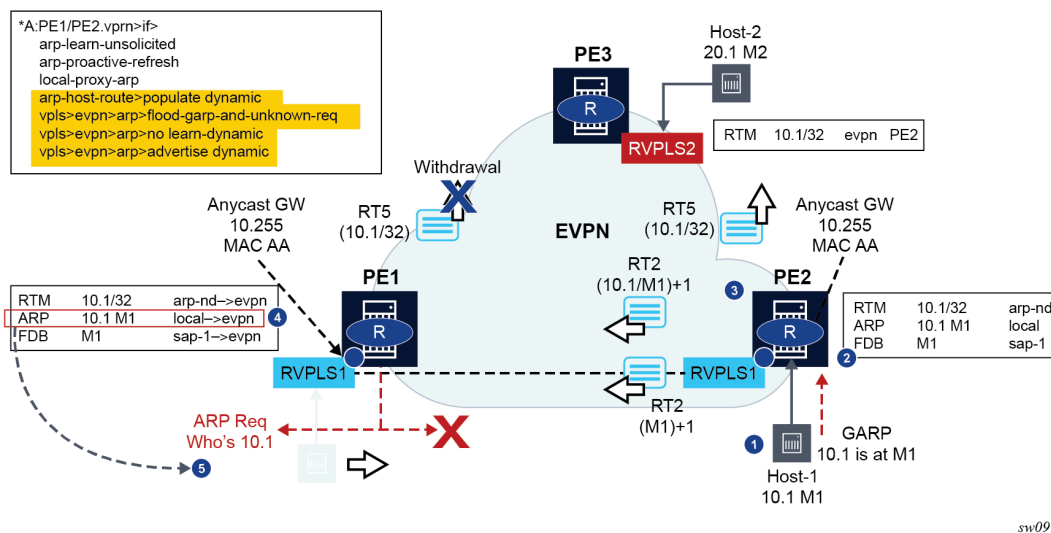 *A:PE1/PE2.vprn>if>
arp-learn-unsolicited
arp-proactive-refresh
local-proxy-arp
arp-host-route>populate dynamic
vpls>evpn>arp>flood-garp-and-unknown-req
vpls>evpn>arp>no learn-dynamic
vpls>evpn>arp>advertise dynamic
Host-2
20.1 M2
PE3
R
RVPLS2
RTM 10.1/32 evpn PE2
Withdrawal
X
RT5
(10.1/32)
EVPN
RT5
(10.1/32)
Anycast GW
10.255
MAC AA
Anycast GW
10.255
MAC AA
PE1
R
RT2
(10.1/M1)+1
3
PE2
R
RTM 10.1/32 arp-nd–>evpn
ARP 10.1 M1 local–>evpn
FDB M1 sap-1–>evpn
4
RTM 10.1/32 arp-nd
ARP 10.1 M1 local
FDB M1 sap-1
2
RVPLS1
RVPLS1
RT2
(M1)+1
ARP Req
Who's 10.1
X
5
1
GARP
10.1 is at M1
Host-1
10.1 M1
sw09